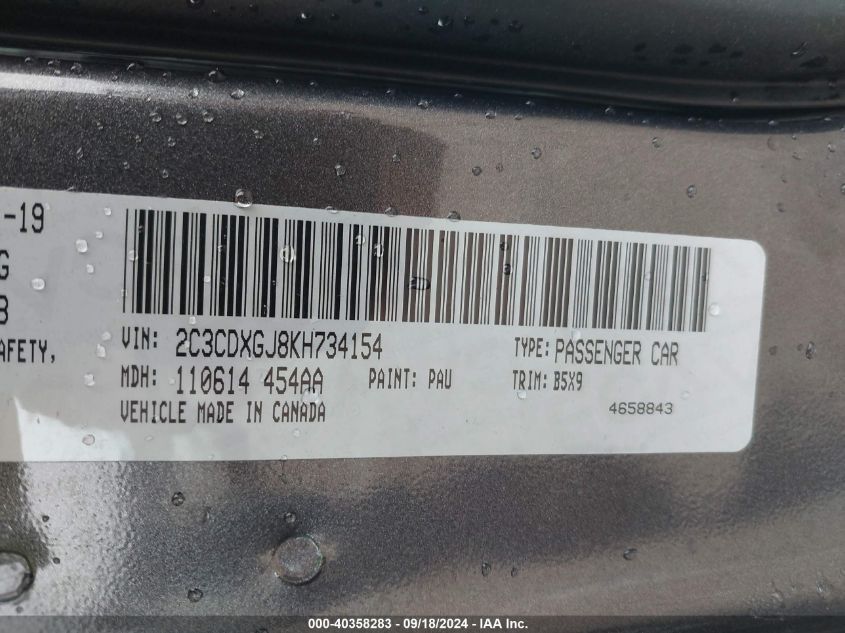 -19
G
8
AFETY,
VIN: 2C3CDXGJ8KH734154 TYPE: PASSENGER CAR
MDH: 110614 454AA PAINT: PAU TRIM: B5X9
VEHICLE MADE IN CANADA 4658843
000-40358283 - 09/18/2024 - IAA Inc.